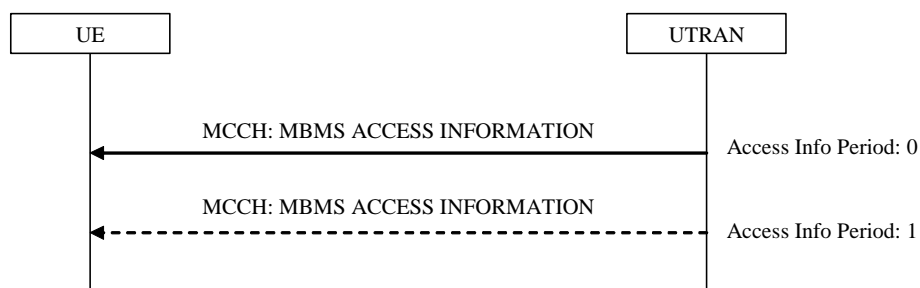 UE
UTRAN
MCCH: MBMS ACCESS INFORMATION
Access Info Period: 0
MCCH: MBMS ACCESS INFORMATION
Access Info Period: 1